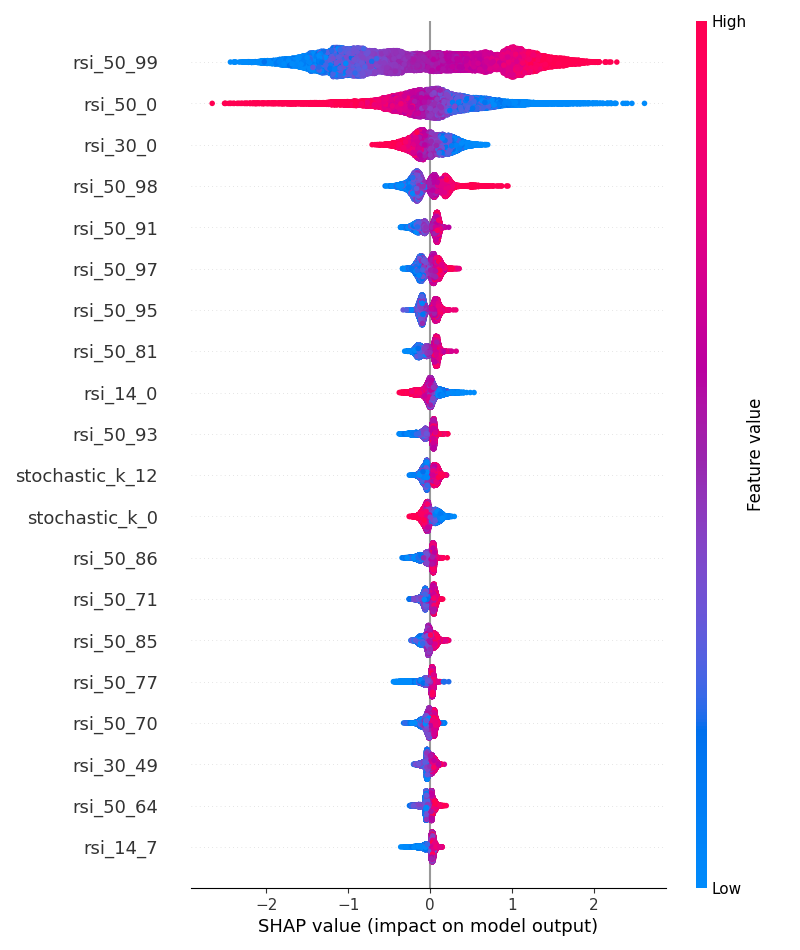 High
rsi_50_99
rsi_50_0
rsi_30_0
rsi_50_98
rsi_50_91
rsi_50_97
rsi_50_95
rsi_50_81
rsi_14_0
rsi_50_93
stochastic_k_12
stochastic_k_0
rsi_50_86
rsi_50_71
rsi_50_85
rsi_50_77
rsi_50_70
rsi_30_49
rsi_50_64
rsi_14_7
Feature value
Low
−2 −1 0 1 2
SHAP value (impact on model output)